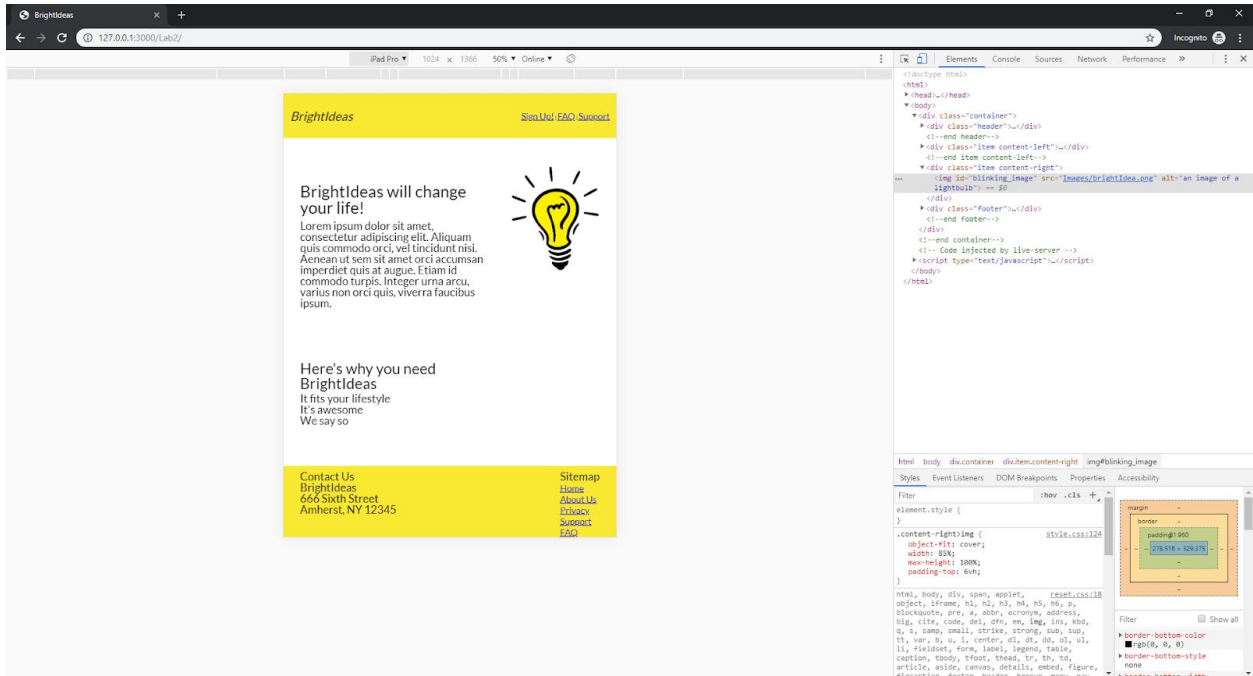 BrightIdeas
127.0.0.1:3000/Lab2/
Incognito
iPad Pro ▼ 1024 x 1366 50% ▼ Online ▼
Elements Console Sources Network Performance »
BrightIdeas
Sign Up! FAQ Support
BrightIdeas will change
your life!
Lorem ipsum dolor sit amet,
consectetur adipiscing elit. Aliquam
quis commodo orci, vel tincidunt nisi.
Aenean ut sem sit amet orci accumsan
imperdiet quis at augue. Etiam id
commodo turpis. Integer urna arcu,
varius non orci quis, viverra faucibus
ipsum.
Here's why you need
BrightIdeas
It fits your lifestyle
It's awesome
We say so
Contact Us
BrightIdeas
666 Sixth Street
Amherst, NY 12345
Sitemap
Home
About Us
Privacy
Support
FAQ
<!doctype html>
<html>
<head>…</head>
<body>
<div class="container">
<div class="header">…</div>
<!--end header-->
<div class="item content-left">…</div>
<!--end item content-left-->
<div class="item content-right">
<img id="blinking_image" src="Images/brightIdea.png" alt="an image of a
lightbulb"> == $0
</div>
<div class="footer">…</div>
<!--end footer-->
</div>
<!--end container-->
<!-- Code injected by live-server -->
<script type="text/javascript">…</script>
</body>
</html>
html body div.container div.item.content-right img#blinking_image
Styles Event Listeners DOM Breakpoints Properties Accessibility
Filter :hov .cls +
element.style {
}
.content-right>img { style.css:124
object-fit: cover;
width: 85%;
max-height: 100%;
padding-top: 6vh;
}
html, body, div, span, applet, reset.css:18
object, iframe, h1, h2, h3, h4, h5, h6, p,
blockquote, pre, a, abbr, acronym, address,
big, cite, code, del, dfn, em, img, ins, kbd,
q, s, samp, small, strike, strong, sub, sup,
tt, var, b, u, i, center, dl, dt, dd, ol, ul,
li, fieldset, form, label, legend, table,
caption, tbody, tfoot, thead, tr, th, td,
article, aside, canvas, details, embed, figure,
margin -
border -
278.516 × 329.375
Filter Show all
border-bottom-color
rgb(0, 0, 0)
border-bottom-style
none